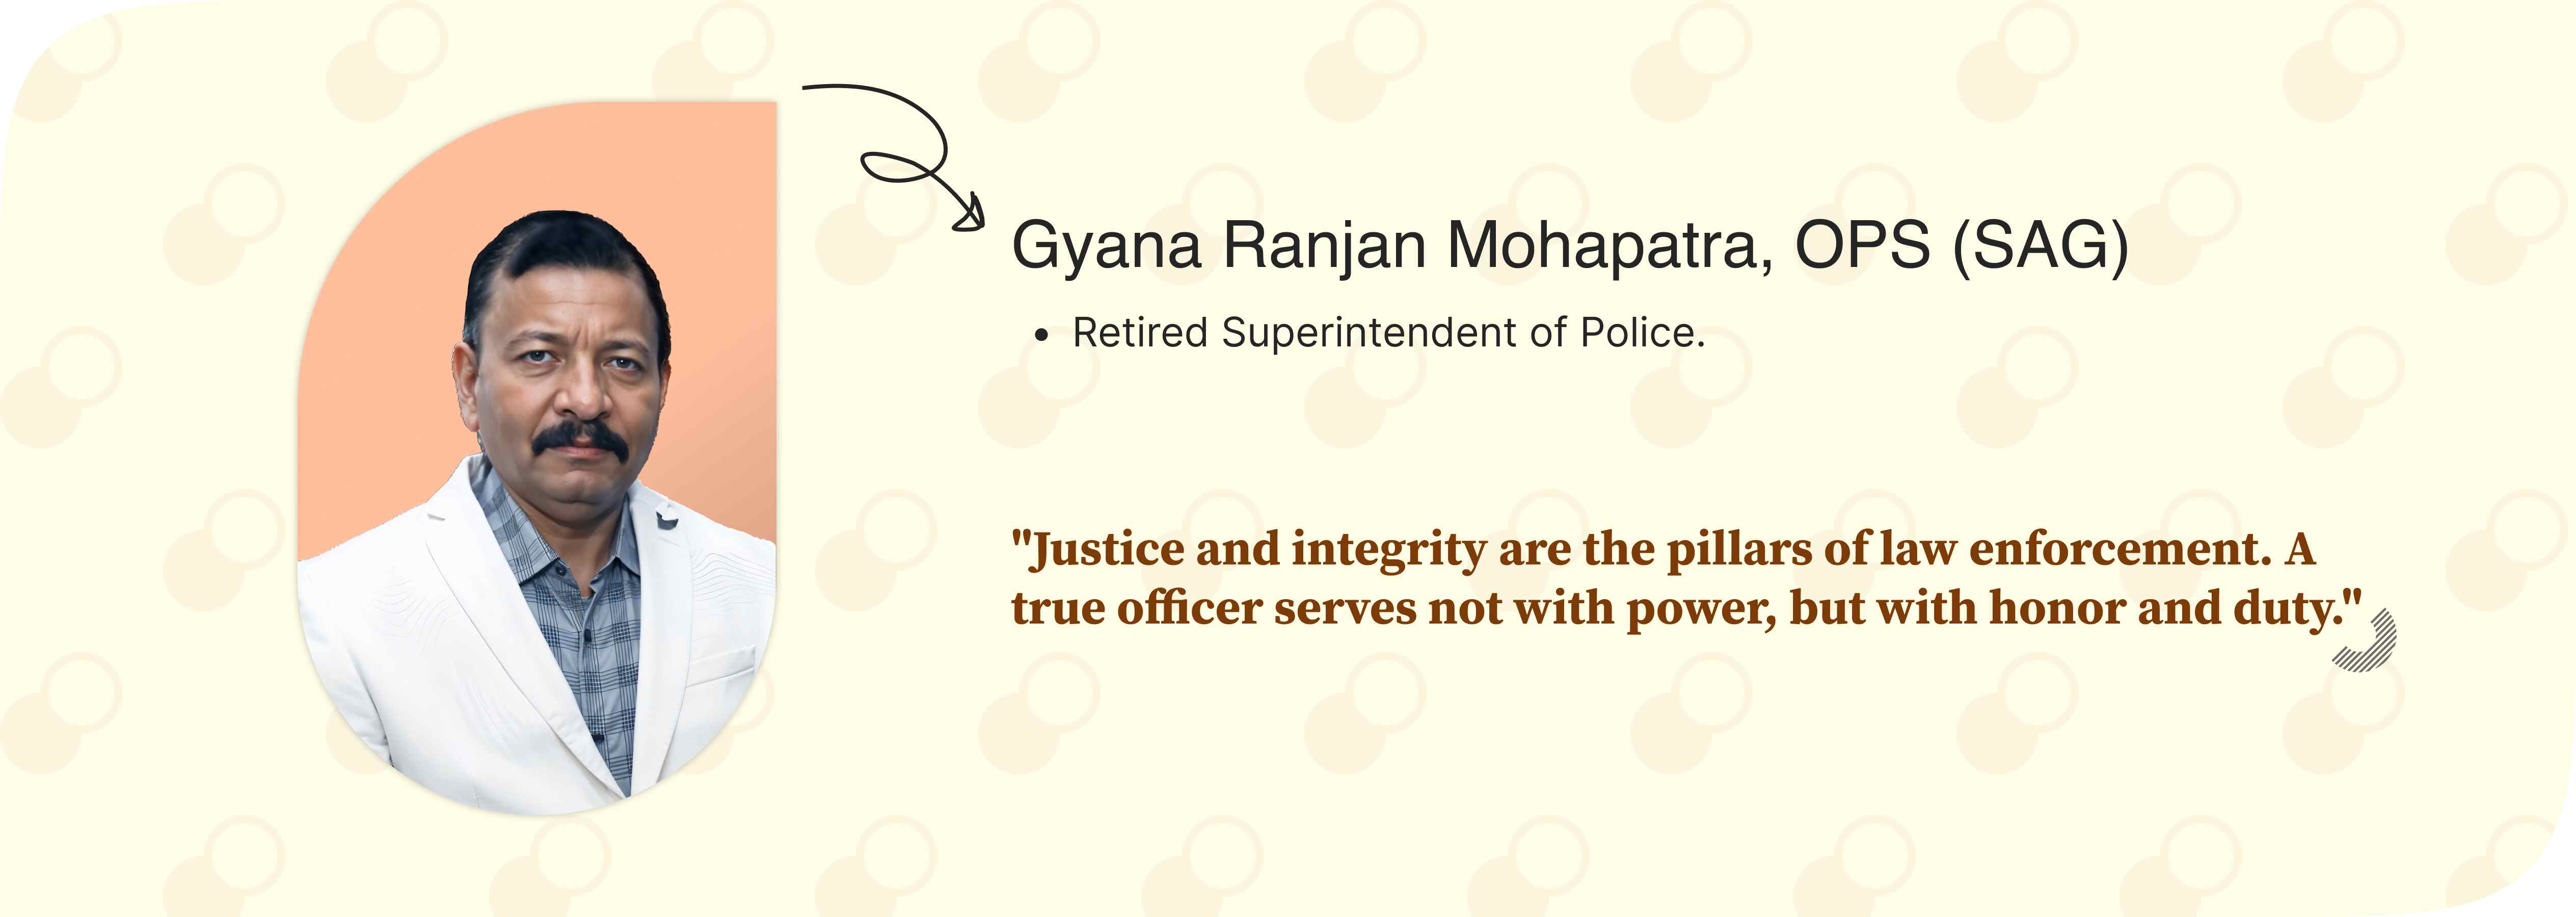 Gyana Ranjan Mohapatra, OPS (SAG)
• Retired Superintendent of Police.
"Justice and integrity are the pillars of law enforcement. A
true officer serves not with power, but with honor and duty."